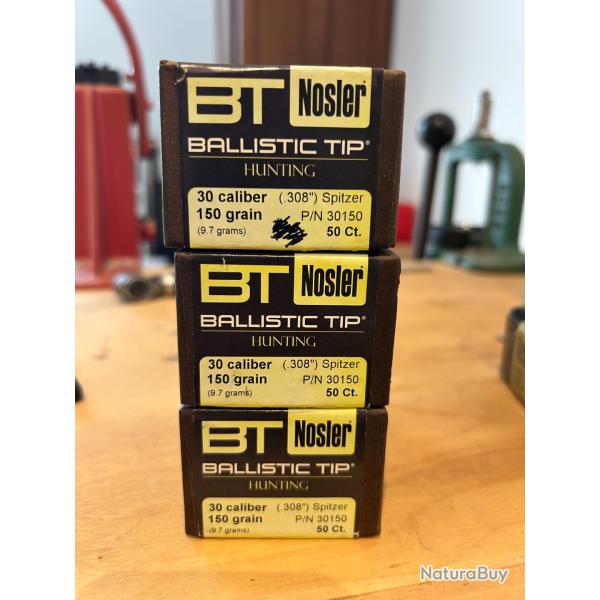 BT Nosler®
BALLISTIC TIP®
HUNTING
30 caliber (.308") Spitzer
150 grain P/N 30150
(9.7 grams) 50 Ct.
BT Nosler®
BALLISTIC TIP®
HUNTING
30 caliber (.308") Spitzer
150 grain P/N 30150
(9.7 grams) 50 Ct.
BT Nosler®
BALLISTIC TIP®
HUNTING
30 caliber (.308") Spitzer
150 grain P/N 30150
(9.7 grams) 50 Ct.
NaturaBuy